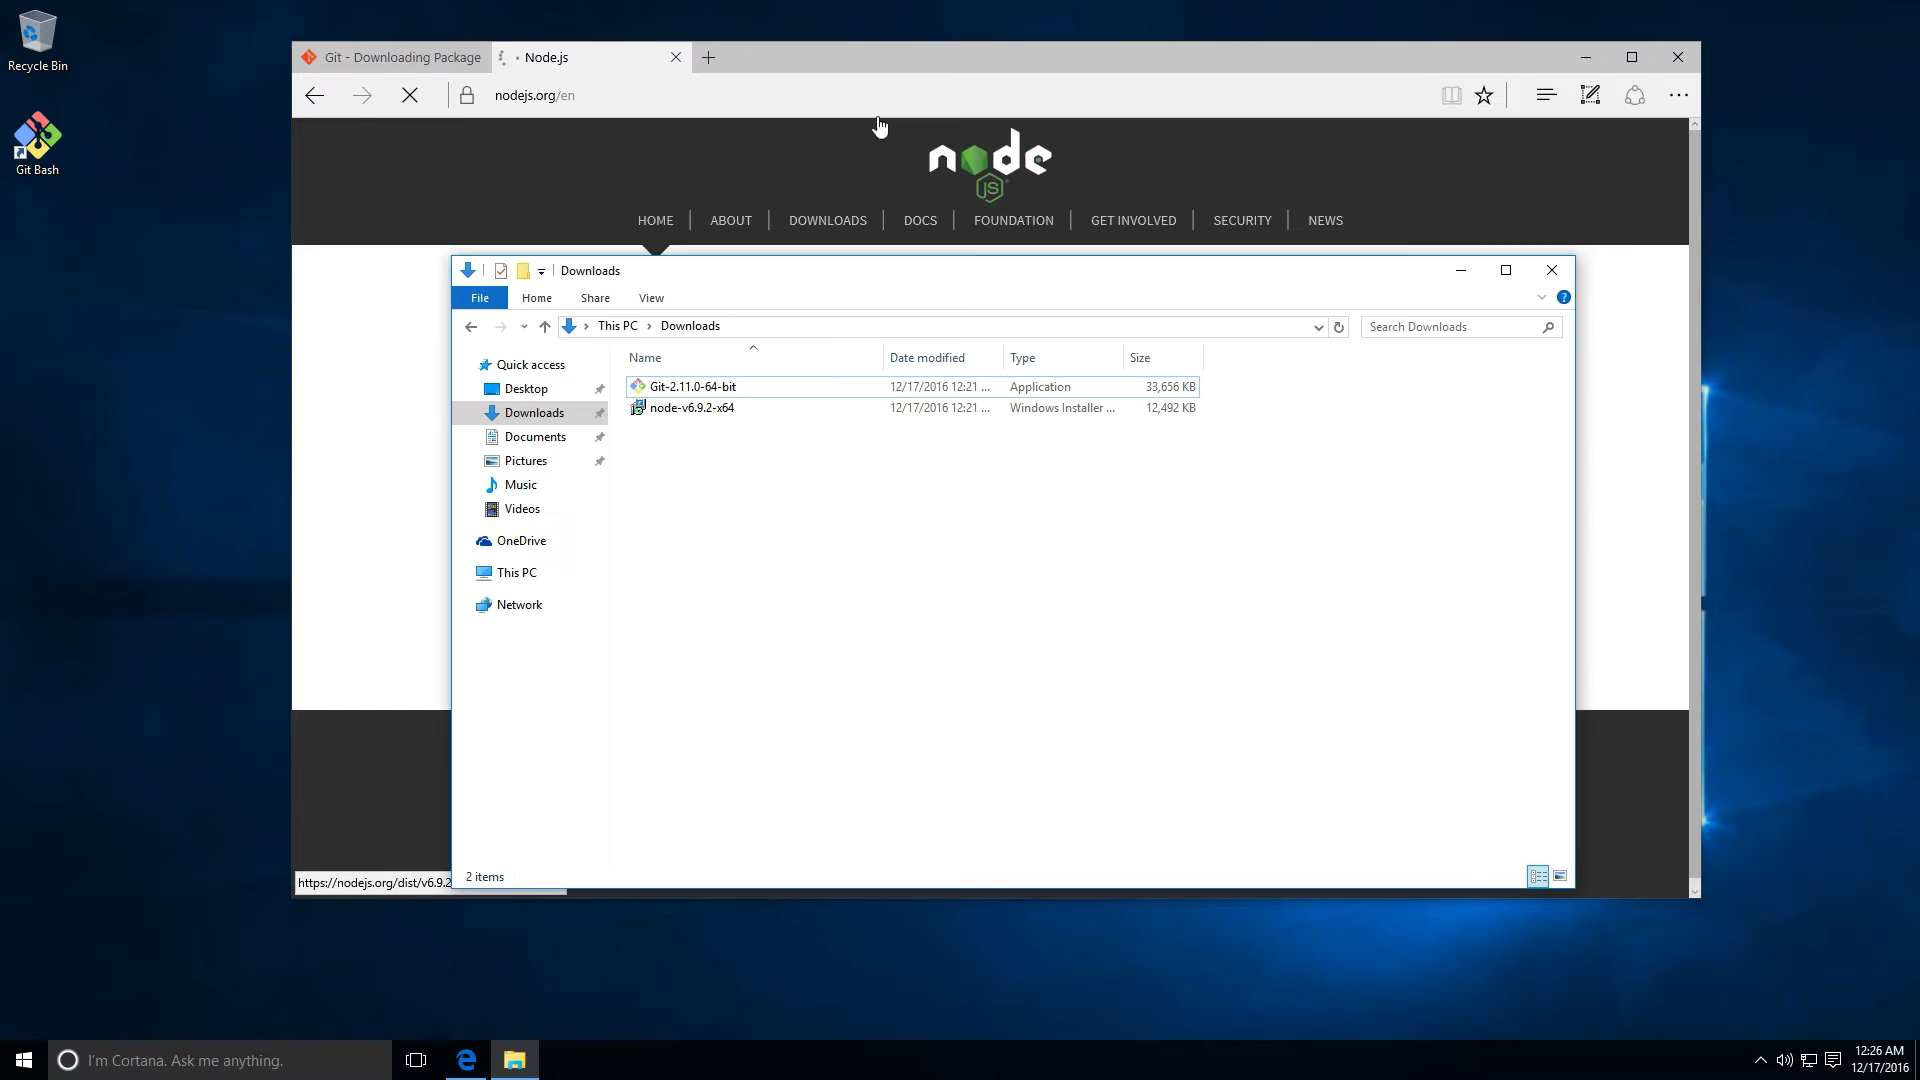 Recycle Bin
Git Bash
Git - Downloading Package
Node.js
nodejs.org/en
node
JS
HOME
ABOUT
DOWNLOADS
DOCS
FOUNDATION
GET INVOLVED
SECURITY
NEWS
Downloads
File
Home
Share
View
This PC
Downloads
Search Downloads
Name
Date modified
Type
Size
Quick access
Desktop
Downloads
Documents
Pictures
Music
Videos
OneDrive
This PC
Network
Git-2.11.0-64-bit
12/17/2016 12:21 ...
Application
33,656 KB
node-v6.9.2-x64
12/17/2016 12:21 ...
Windows Installer ...
12,492 KB
2 items
https://nodejs.org/dist/v6.9.2
I'm Cortana. Ask me anything.
12:26 AM
12/17/2016